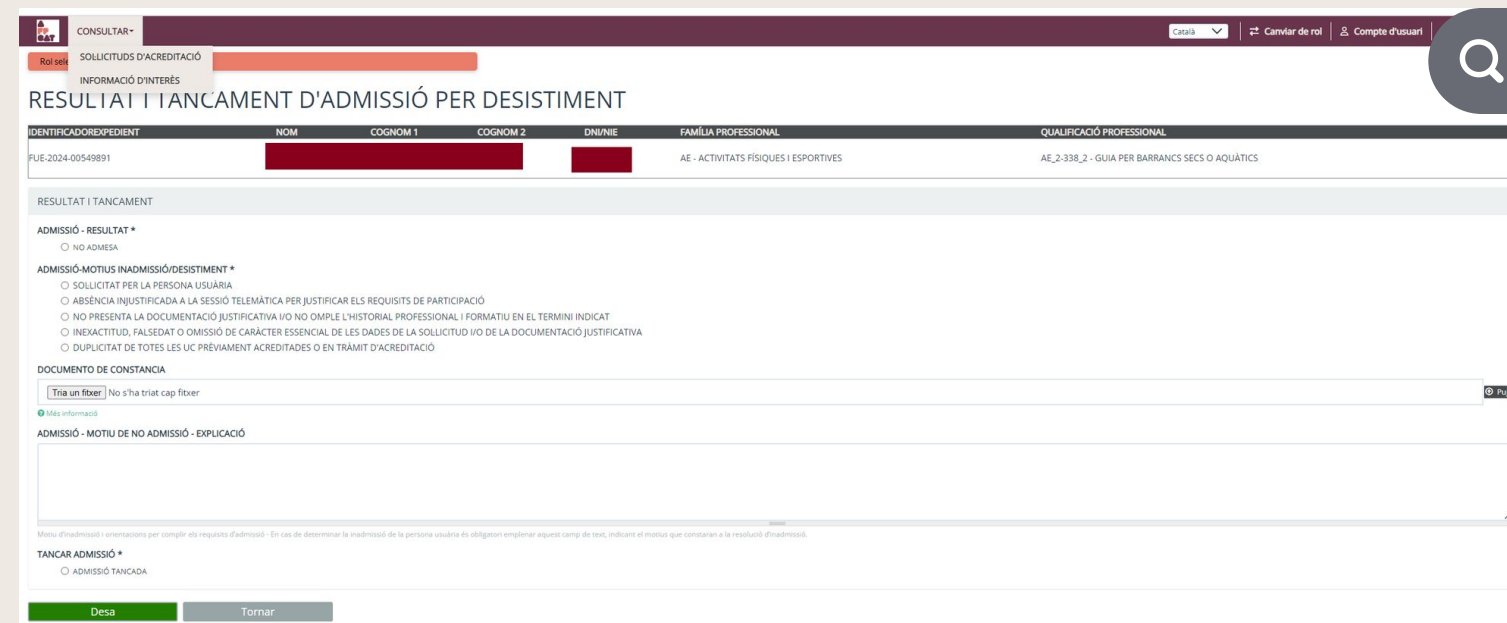 A
FP
CAT
CONSULTAR
Català
Canviar de rol
Compte d'usuari
SOL·LICITUDS D'ACREDITACIÓ
INFORMACIÓ D'INTERÈS
Rol sele
RESULTAT I TANCAMENT D'ADMISSIÓ PER DESISTIMENT
IDENTIFICADOREXPEDIENT NOM COGNOM 1 COGNOM 2 DNI/NIE FAMÍLIA PROFESSIONAL QUALIFICACIÓ PROFESSIONAL
FUE-2024-00549891 AE - ACTIVITATS FÍSIQUES I ESPORTIVES AE_2-338_2 - GUIA PER BARRANCS SECS O AQUÀTICS
RESULTAT I TANCAMENT
ADMISSIÓ - RESULTAT *
NO ADMESA
ADMISSIÓ-MOTIUS INADMISSIÓ/DESISTIMENT *
SOL·LICITAT PER LA PERSONA USUÀRIA
ABSÈNCIA INJUSTIFICADA A LA SESSIÓ TELEMÀTICA PER JUSTIFICAR ELS REQUISITS DE PARTICIPACIÓ
NO PRESENTA LA DOCUMENTACIÓ JUSTIFICATIVA I/O NO OMPLE L'HISTORIAL PROFESSIONAL I FORMATIU EN EL TERMINI INDICAT
INEXACTITUD, FALSEDAT O OMISSIÓ DE CARÀCTER ESSENCIAL DE LES DADES DE LA SOL·LICITUD I/O DE LA DOCUMENTACIÓ JUSTIFICATIVA
DUPLICITAT DE TOTES LES UC PRÈVIAMENT ACREDITADES O EN TRÀMIT D'ACREDITACIÓ
DOCUMENTO DE CONSTANCIA
Tria un fitxer No s'ha triat cap fitxer
Pu
Més informació
ADMISSIÓ - MOTIU DE NO ADMISSIÓ - EXPLICACIÓ
Motiu d'inadmissió i orientacions per complir els requisits d'admissió - En cas de determinar la inadmissió de la persona usuària és obligatori emplenar aquest camp de text, indicant el motius que constaran a la resolució d'inadmissió.
TANCAR ADMISSIÓ *
ADMISSIÓ TANCADA
Desa Tornar